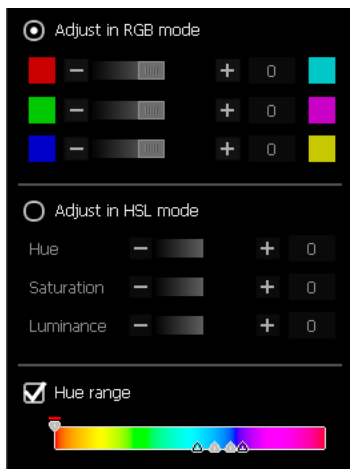 Adjust in RGB mode
− + 0
− + 0
− + 0
Adjust in HSL mode
Hue − + 0
Saturation − + 0
Luminance − + 0
Hue range